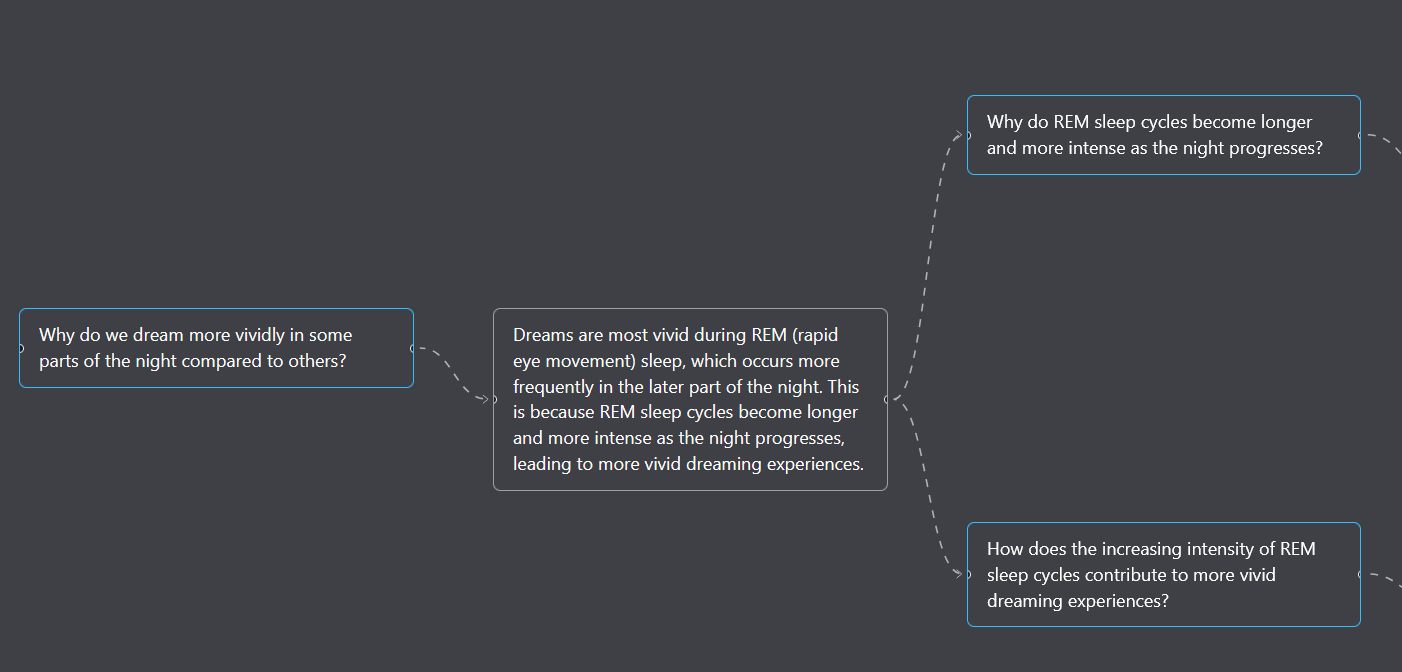 Why do we dream more vividly in some
parts of the night compared to others?
Dreams are most vivid during REM (rapid
eye movement) sleep, which occurs more
frequently in the later part of the night. This
is because REM sleep cycles become longer
and more intense as the night progresses,
leading to more vivid dreaming experiences.
Why do REM sleep cycles become longer
and more intense as the night progresses?
How does the increasing intensity of REM
sleep cycles contribute to more vivid
dreaming experiences?